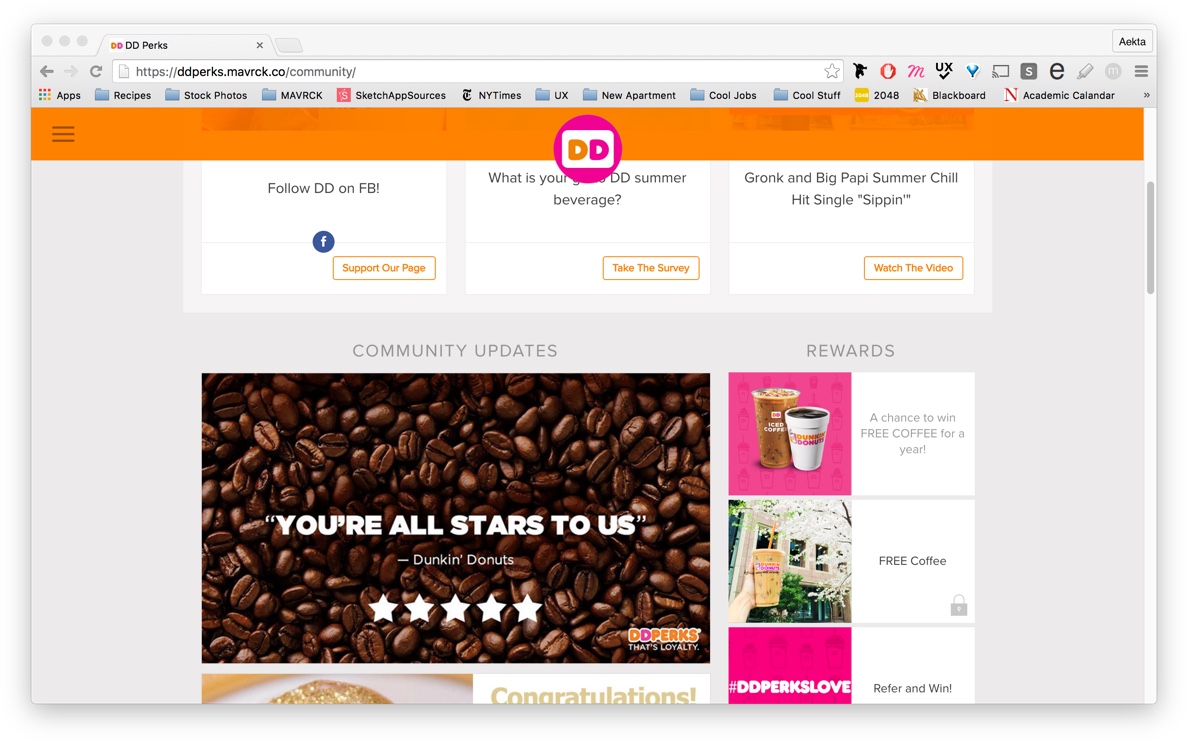 DD DD Perks
Aekta
https://ddperks.mavrck.co/community/
UX
S
Apps
Recipes
Stock Photos
MAVRCK
SketchAppSources
NYTimes
UX
New Apartment
Cool Jobs
Cool Stuff
2048
2048
Blackboard
Academic Calandar
»
DD
Follow DD on FB!
What is your DD summer
beverage?
Gronk and Big Papi Summer Chill
Hit Single "Sippin'"
f
Support Our Page
Take The Survey
Watch The Video
COMMUNITY UPDATES
REWARDS
“YOU’RE ALL STARS TO US”
— Dunkin’ Donuts
DDPERKS
THAT'S LOYALTY.
DD
ICED
COFFEE
DUNKIN'
DONUTS
A chance to win
FREE COFFEE for a
year!
FREE Coffee
Congratulations!
#DDPERKSLOVE
Refer and Win!